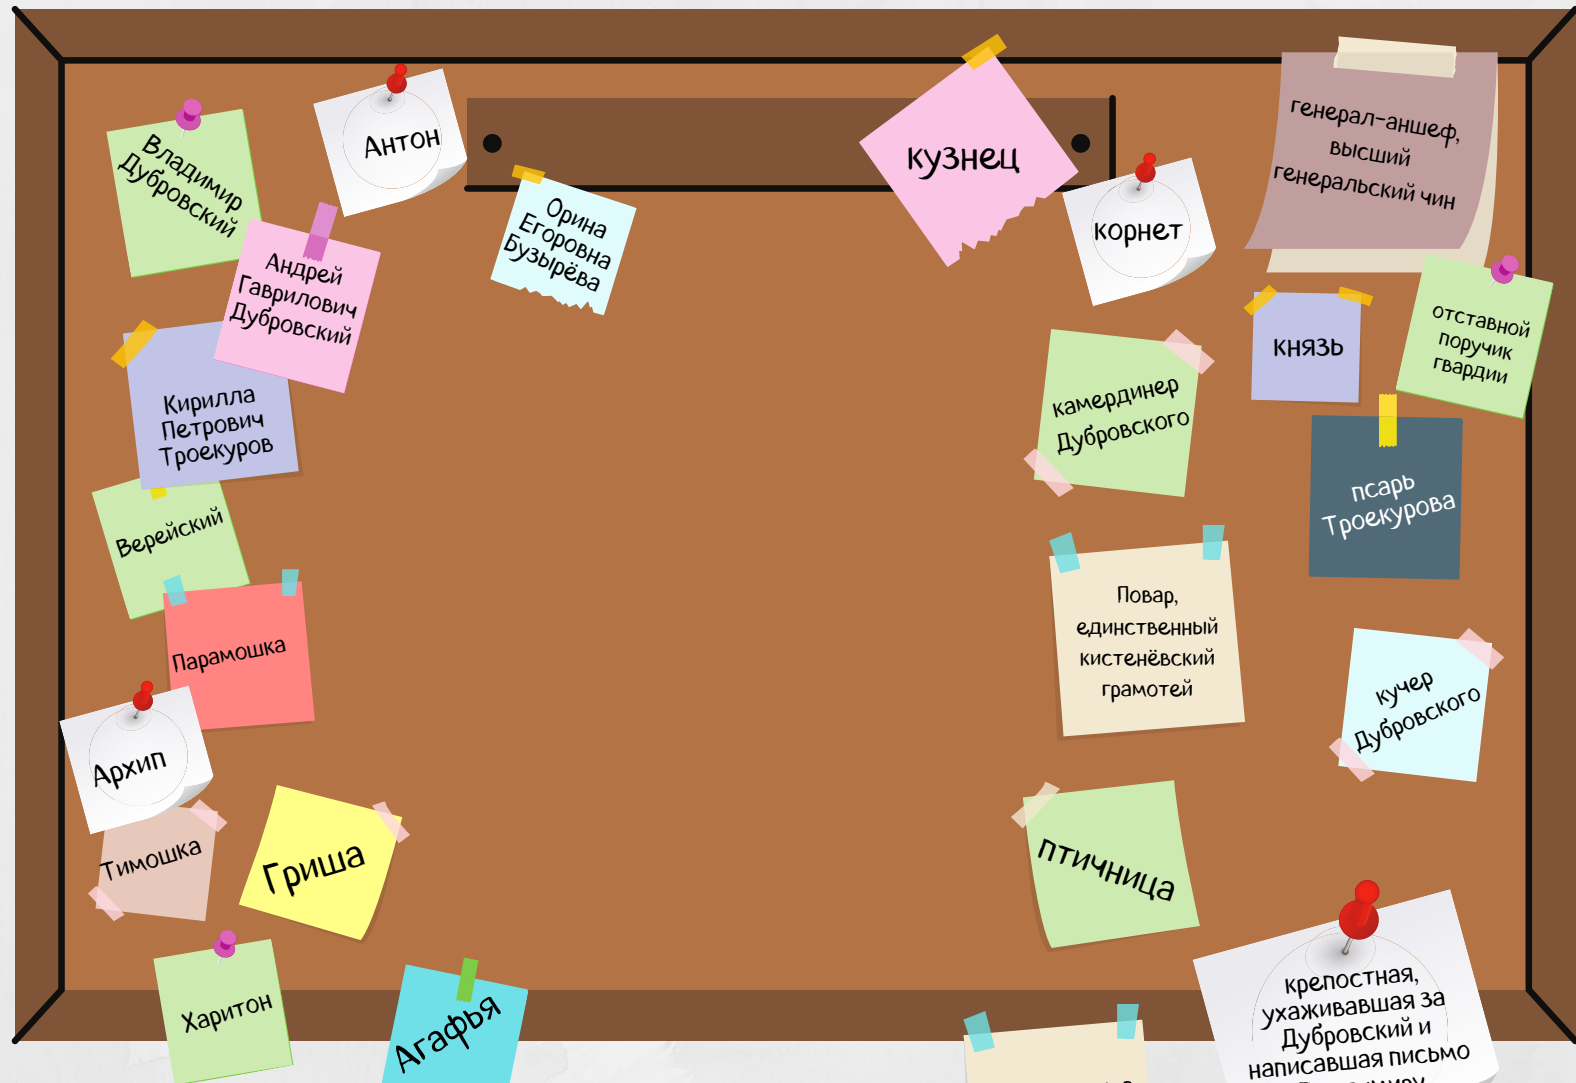 Владимир
Дубровский
Антон
Андрей
Гаврилович
Дубровский
Орина
Егоровна
Бузырёва
Кирилла
Петрович
Троекуров
Верейский
Парамошка
Архип
Тимошка
Гриша
Харитон
Агафья
кузнец
корнет
генерал-аншеф,
высший
генеральский чин
князь
отставной
поручик
гвардии
камердинер
Дубровского
псарь
Троекурова
Повар,
единственный
кистенёвский
грамотей
кучер
Дубровского
птичница
крепостная,
ухаживавшая за
Дубровский и
написавшая письмо